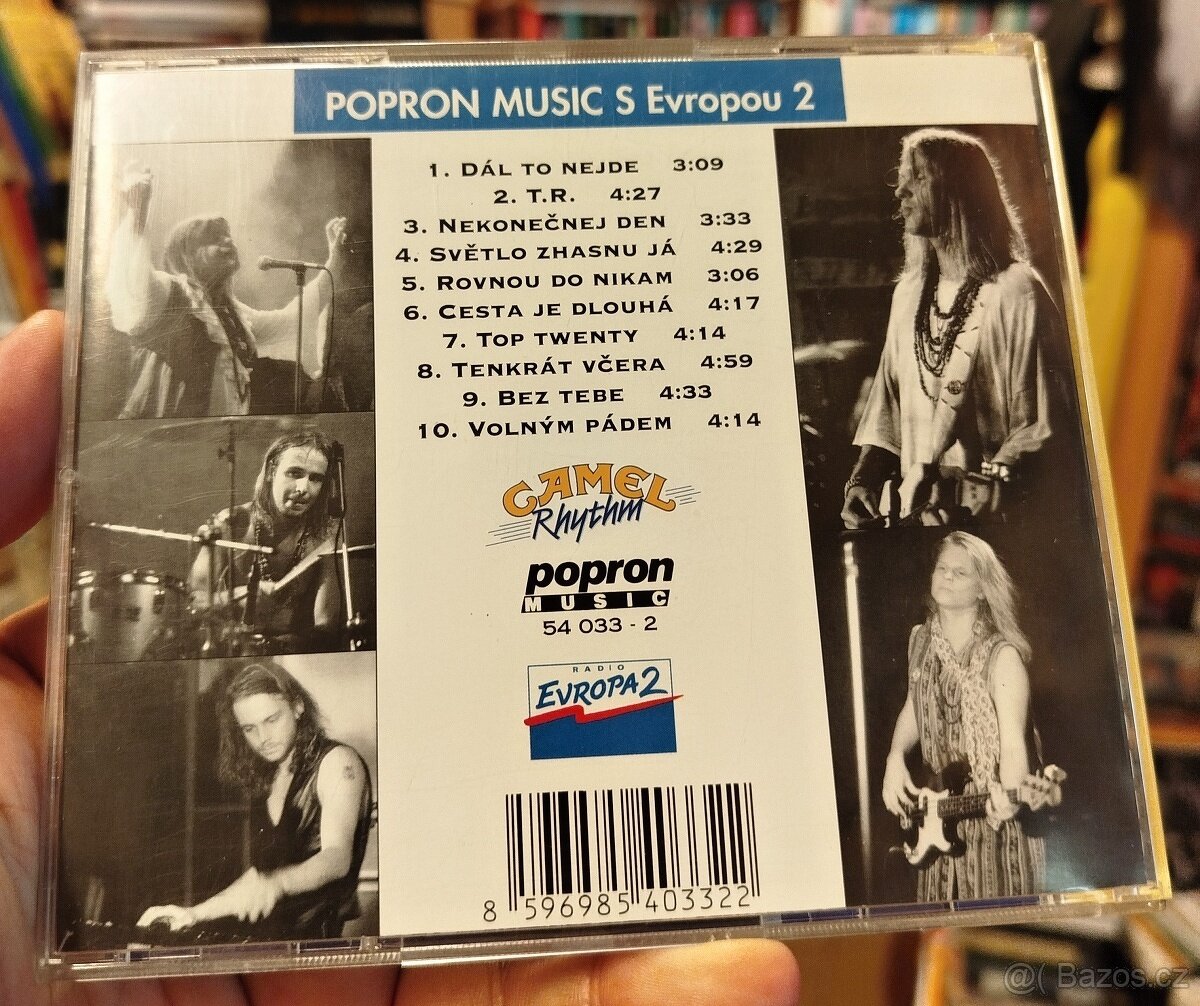 POPRON MUSIC S Evropou 2
1. DÁL TO NEJDE 3:09
2. T.R. 4:27
3. NEKONEČNEJ DEN 3:33
4. SVĚTLO ZHASNU JÁ 4:29
5. ROVNOU DO NIKAM 3:06
6. CESTA JE DLOUHÁ 4:17
7. TOP TWENTY 4:14
8. TENKRÁT VČERA 4:59
9. BEZ TEBE 4:33
10. VOLNÝM PÁDEM 4:14
CAMEL
Rhythm
popron
MUSIC
54 033 - 2
RADIO
EVROPA 2
8 596985 403322
@( Bazos.cz